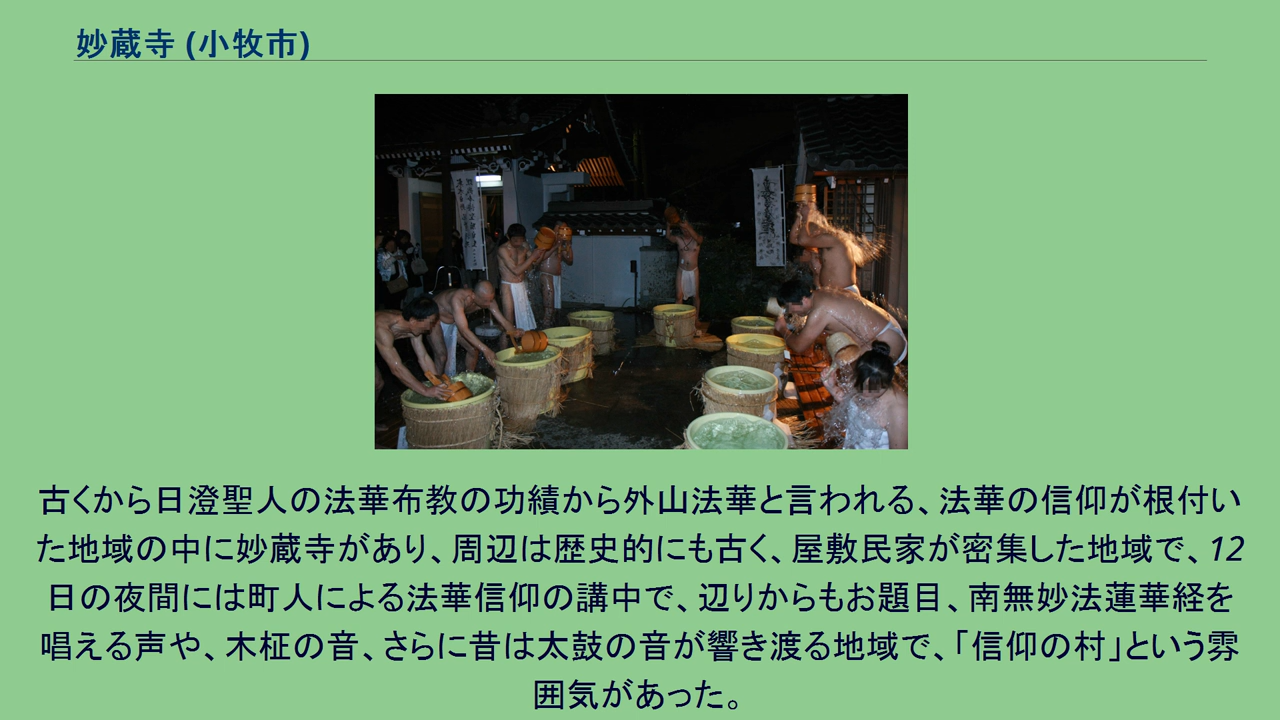 妙蔵寺 (小牧市)
古くから日澄聖人の法華布教の功績から外山法華と言われる、法華の信仰が根付い
た地域の中に妙蔵寺があり、周辺は歴史的にも古く、屋敷民家が密集した地域で、12
日の夜間には町人による法華信仰の講中で、辺りからもお題目、南無妙法蓮華経を
唱える声や、木柾の音、さらに昔は太鼓の音が響き渡る地域で、「信仰の村」という雰
囲気があった。